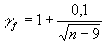 γ_f = 1 + 0,1 / √(n − 9)